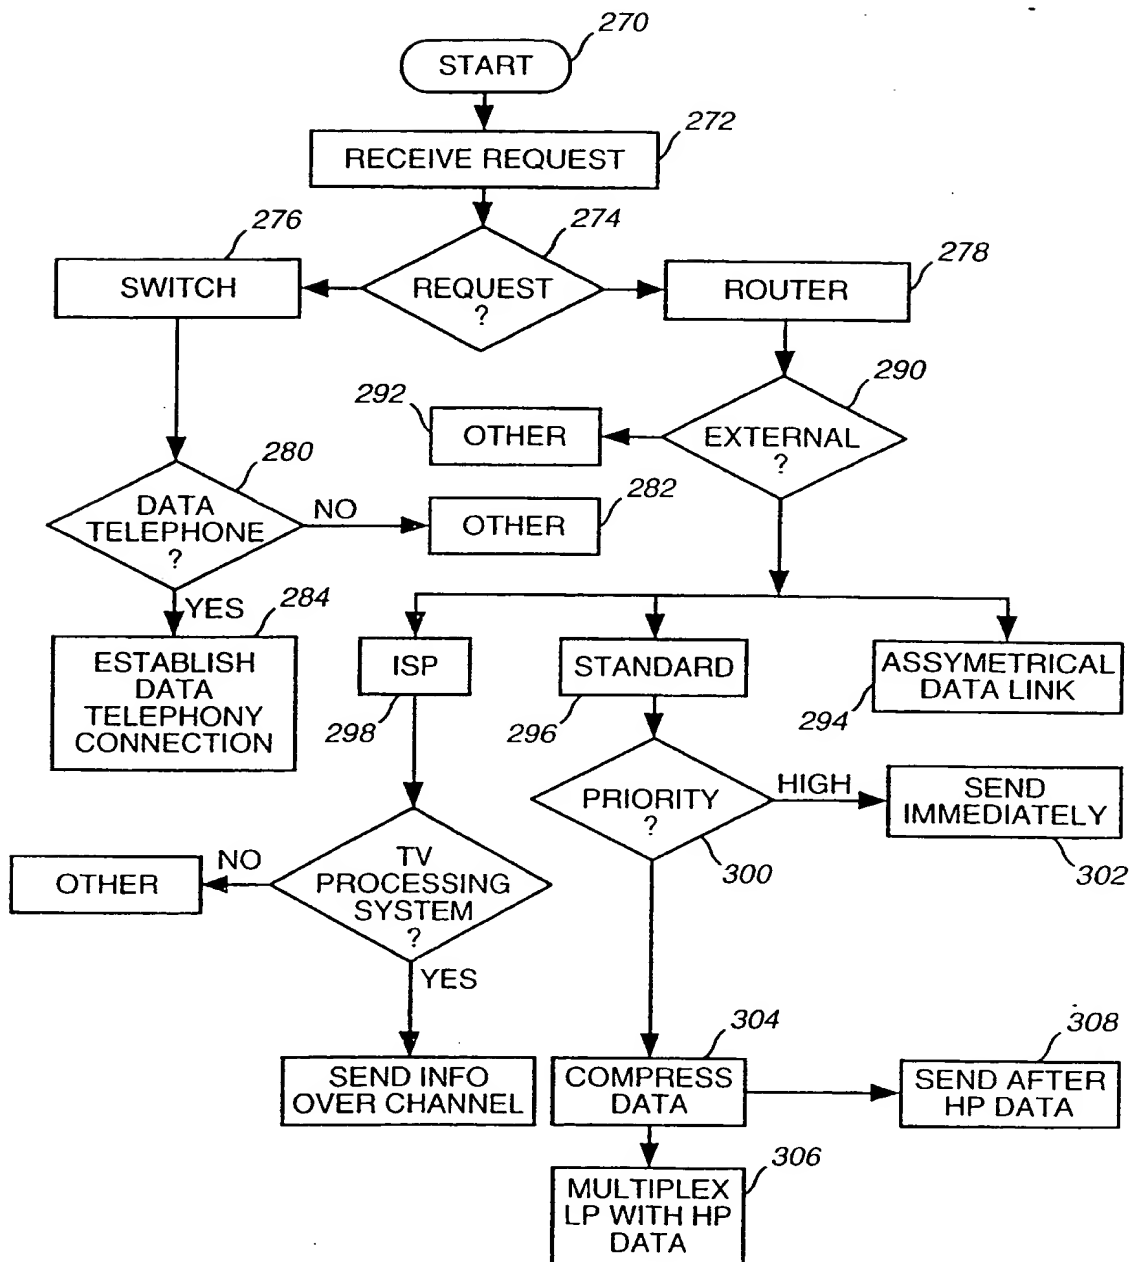 270
START
272
RECEIVE REQUEST
274
276
278
SWITCH
REQUEST
?
ROUTER
290
292
OTHER
EXTERNAL
?
280
282
DATA
TELEPHONE
?
NO
OTHER
YES
284
ESTABLISH
DATA
TELEPHONY
CONNECTION
ISP
298
STANDARD
296
ASSYMETRICAL
DATA LINK
294
PRIORITY
?
HIGH
300
SEND
IMMEDIATELY
302
TV
PROCESSING
SYSTEM
?
NO
OTHER
YES
SEND INFO
OVER CHANNEL
304
COMPRESS
DATA
308
SEND AFTER
HP DATA
306
MULTIPLEX
LP WITH HP
DATA